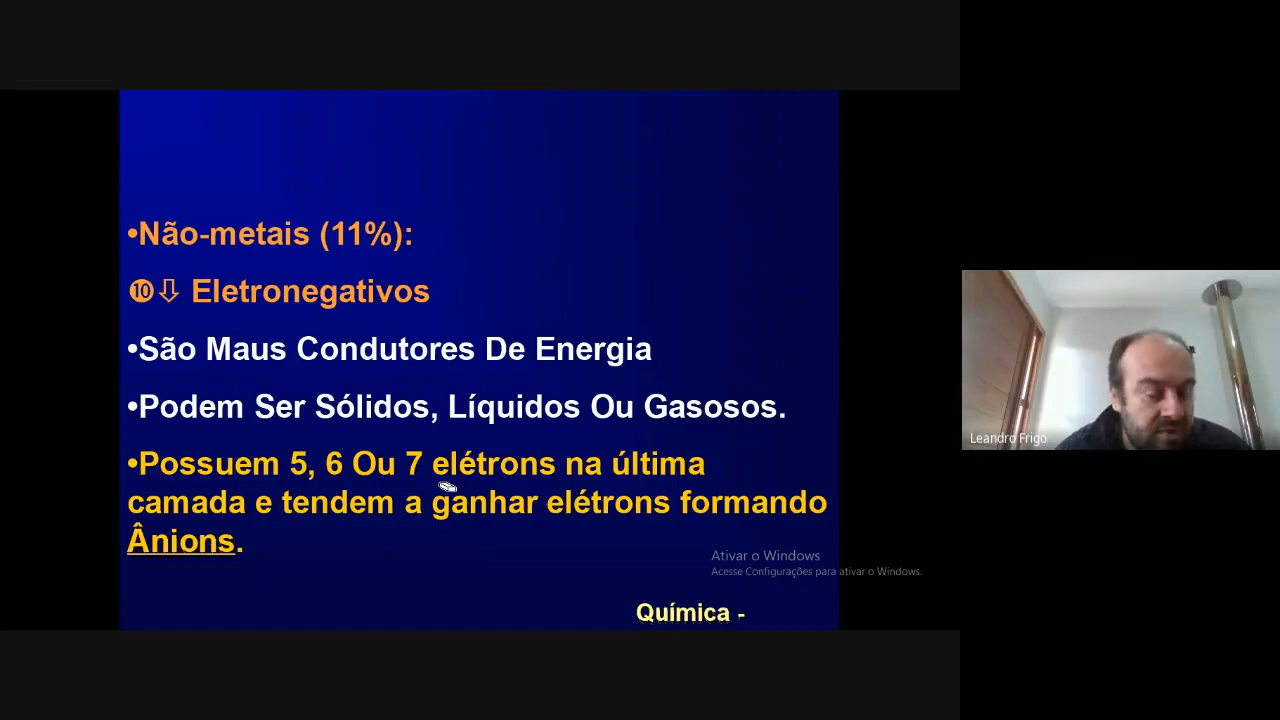 •Não-metais (11%):
❿⇩ Eletronegativos
•São Maus Condutores De Energia
•Podem Ser Sólidos, Líquidos Ou Gasosos.
•Possuem 5, 6 Ou 7 elétrons na última
camada e tendem a ganhar elétrons formando
Ânions.
Ativar o Windows
Acesse Configurações para ativar o Windows.
Química -
Leandro Frigo